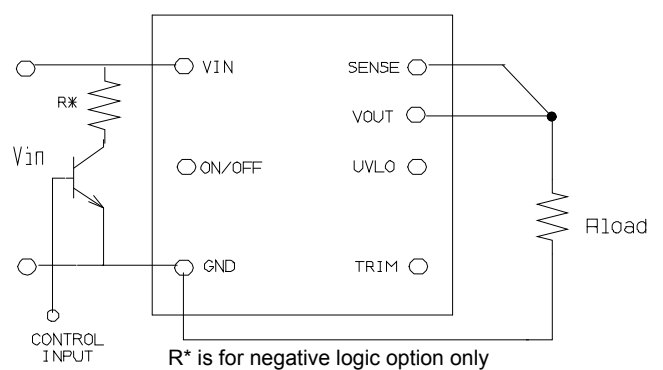 VIN
SENSE
R*
VOUT
Vin
ON/OFF
UVLO
Rload
GND
TRIM
CONTROL
INPUT
R* is for negative logic option only